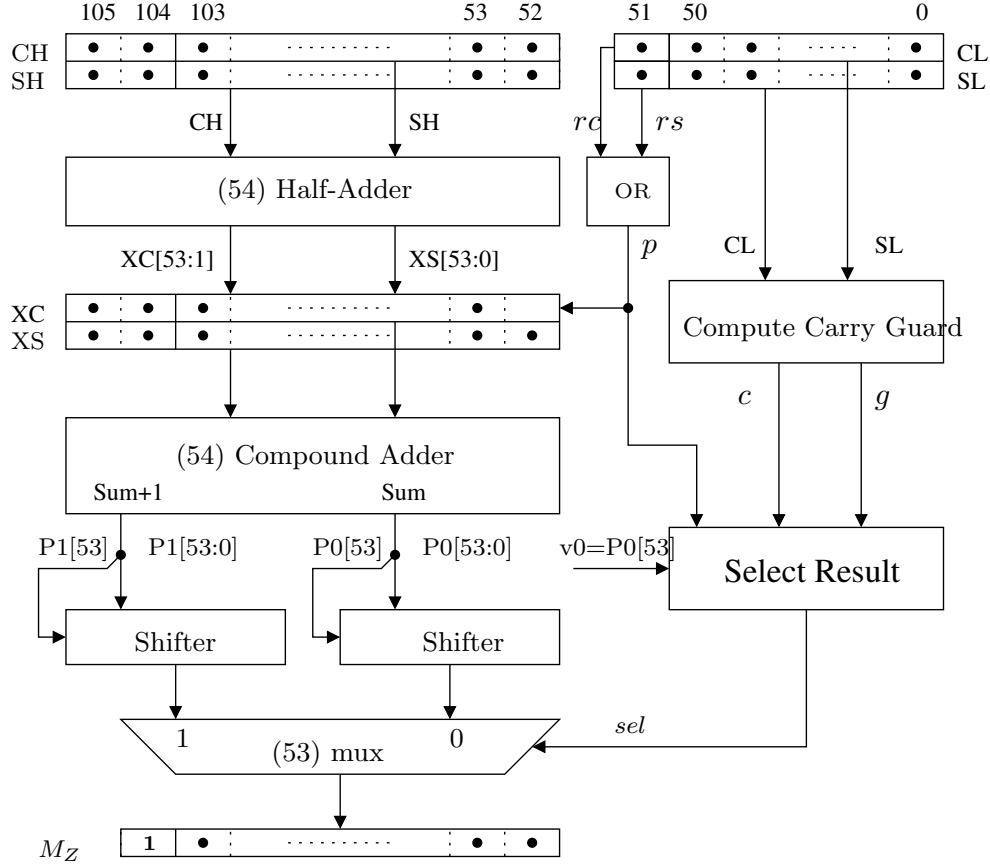 105 104 103 53 52 51 50 0
CH CL
SH SL
CH SH rc rs
(54) Half-Adder OR
XC[53:1] XS[53:0] p CL SL
XC
XS
Compute Carry Guard
c g
(54) Compound Adder
Sum+1 Sum
P1[53] P1[53:0] P0[53] P0[53:0] v0=P0[53]
Select Result
Shifter Shifter
sel
1 0
(53) mux
M_Z 1